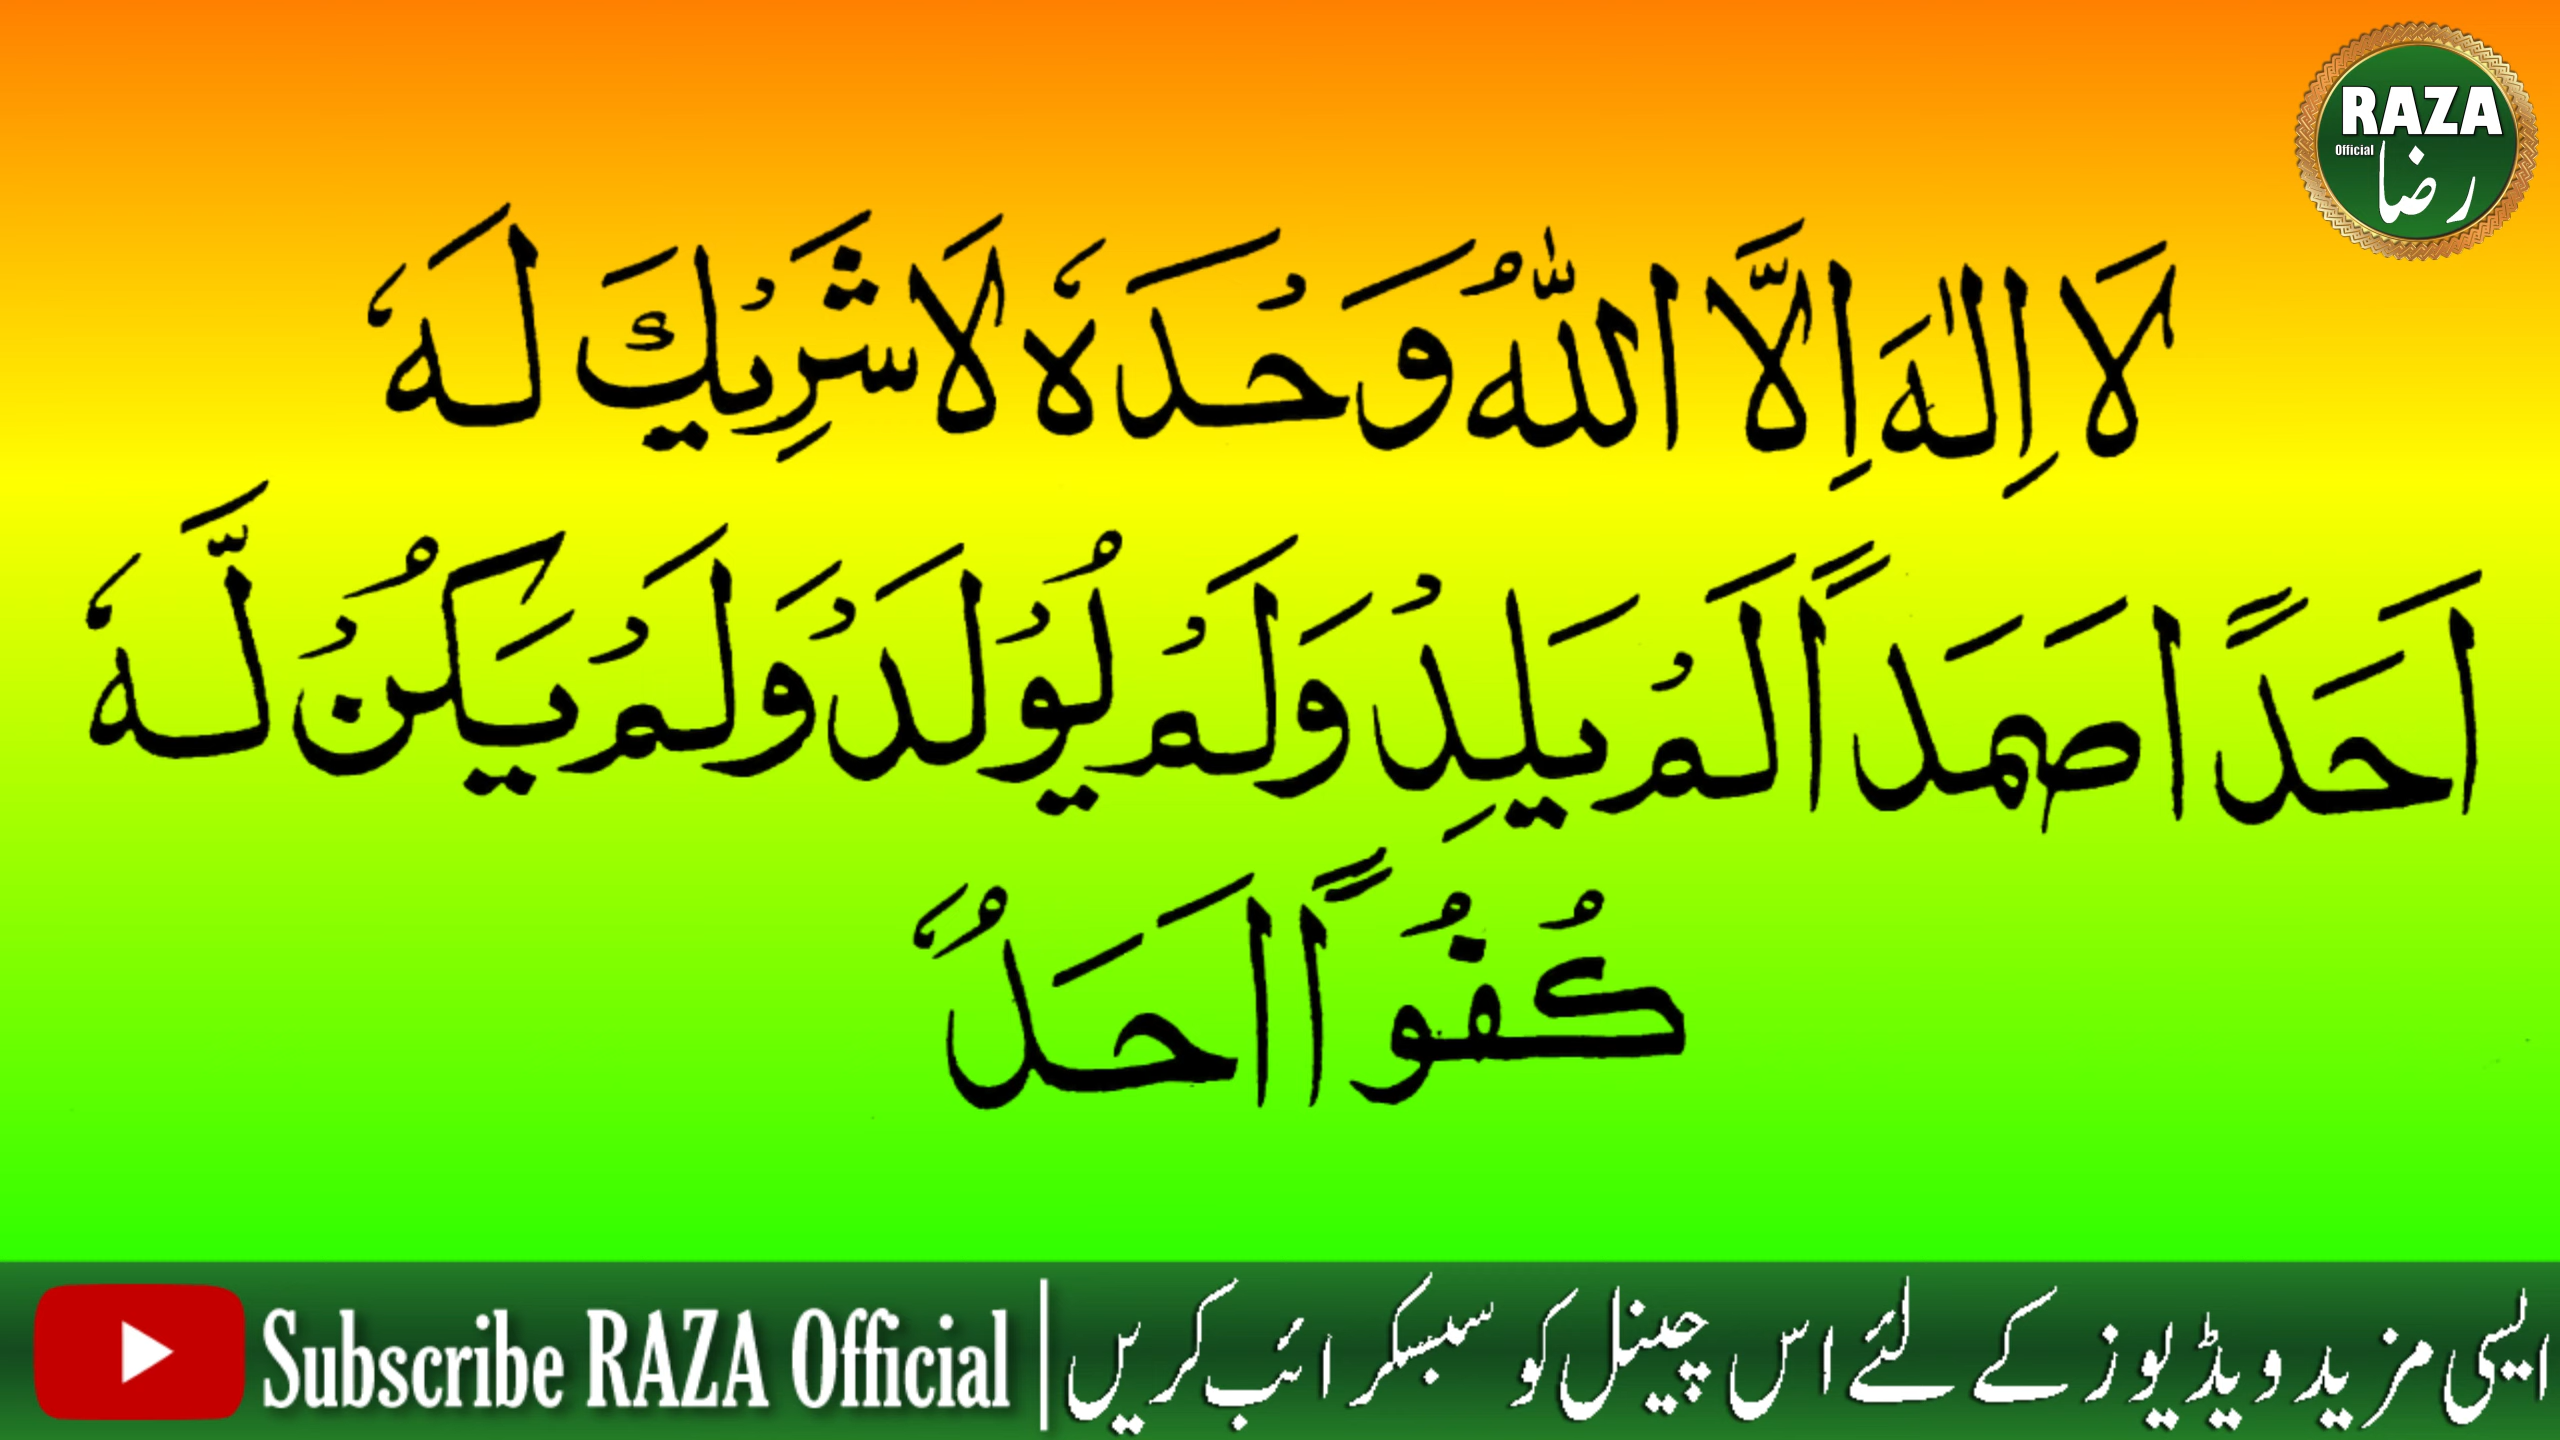 RAZA
Official
رضا
لَا اِلٰهَ اِلَّا اللّٰهُ وَحْدَهٗ لَا شَرِيْكَ لَهٗ
اَحَدًا صَمَدًا لَمْ يَلِدْ وَلَمْ يُوْلَدْ وَلَمْ يَكُنْ لَّهٗ
كُفُوًا اَحَدٌ
Subscribe RAZA Official | ایسی مزید ویڈیوز کے لئے اس چینل کو سبسکرائب کریں